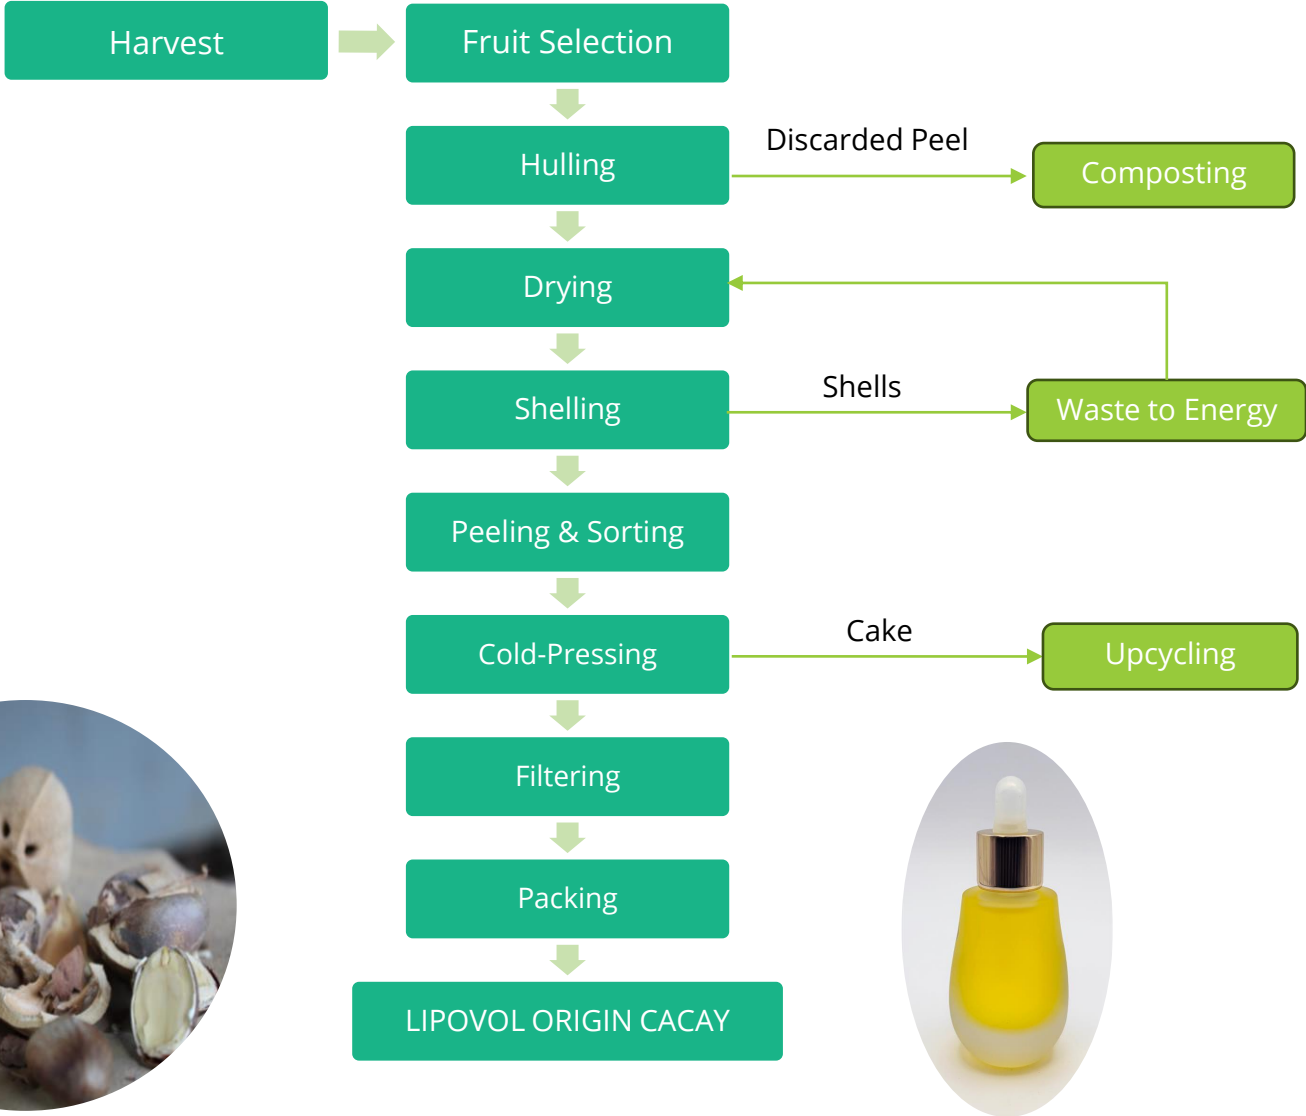 Harvest
Fruit Selection
Hulling
Discarded Peel
Composting
Drying
Shelling
Shells
Waste to Energy
Peeling & Sorting
Cold-Pressing
Cake
Upcycling
Filtering
Packing
LIPOVOL ORIGIN CACAY